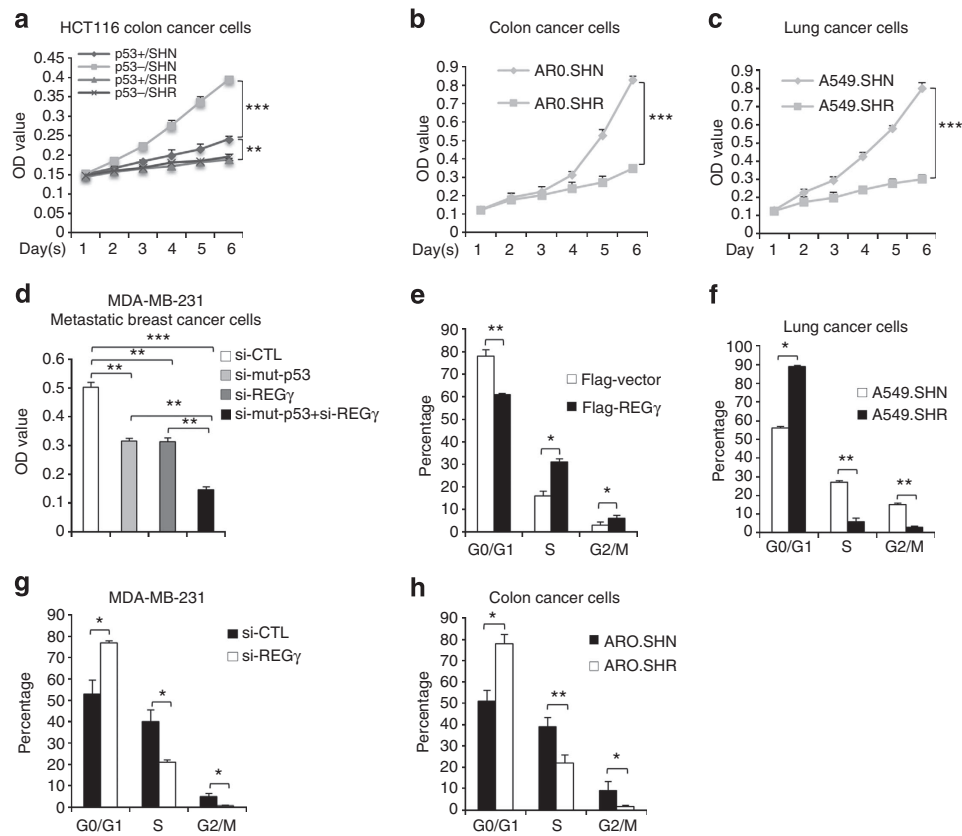 a
HCT116 colon cancer cells
p53+/SHN
p53–/SHN
p53+/SHR
p53–/SHR
OD value
0.45
0.4
0.35
0.3
0.25
0.2
0.15
0.1
0.05
***
**
Day(s) 1 2 3 4 5 6
b
Colon cancer cells
AR0.SHN
AR0.SHR
OD value
0.9
0.8
0.7
0.6
0.5
0.4
0.3
0.2
0.1
***
Day(s) 1 2 3 4 5 6
c
Lung cancer cells
A549.SHN
A549.SHR
OD value
0.9
0.8
0.7
0.6
0.5
0.4
0.3
0.2
0.1
0
***
Day 1 2 3 4 5 6
d
MDA-MB-231
Metastatic breast cancer cells
si-CTL
si-mut-p53
si-REGγ
si-mut-p53+si-REGγ
OD value
0.6
0.5
0.4
0.3
0.2
0.1
0
***
**
**
**
**
e
Flag-vector
Flag-REGγ
Percentage
90
80
70
60
50
40
30
20
10
0
**
*
*
G0/G1 S G2/M
f
Lung cancer cells
A549.SHN
A549.SHR
Percentage
100
90
80
70
60
50
40
30
20
10
0
*
**
**
G0/G1 S G2/M
g
MDA-MB-231
si-CTL
si-REGγ
Percentage
90
80
70
60
50
40
30
20
10
0
*
*
*
G0/G1 S G2/M
h
Colon cancer cells
ARO.SHN
ARO.SHR
Percentage
90
80
70
60
50
40
30
20
10
0
*
**
*
G0/G1 S G2/M